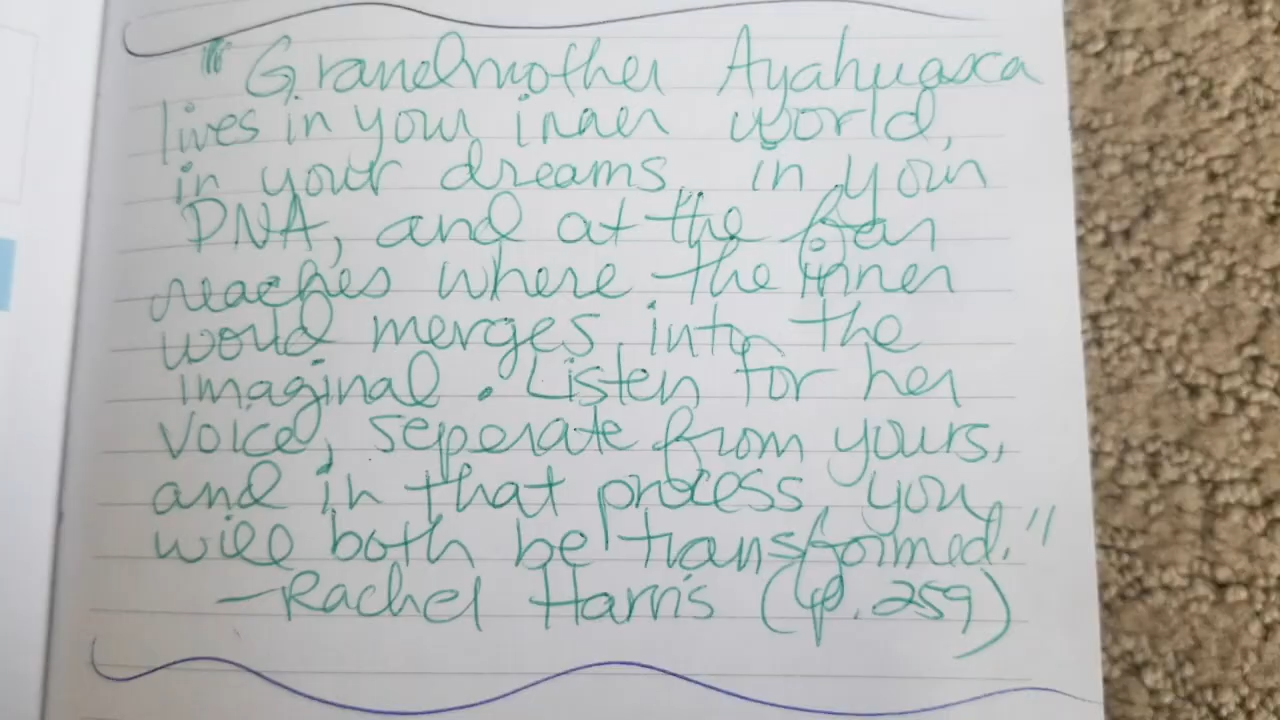 "Grandmother Ayahuasca
lives in your inner world,
in your dreams, in your
DNA, and at the far
reaches where the inner
world merges into the
imaginal. Listen for her
voice, seperate from yours,
and in that process, you
will both be transformed."
-Rachel Harris (p. 259)